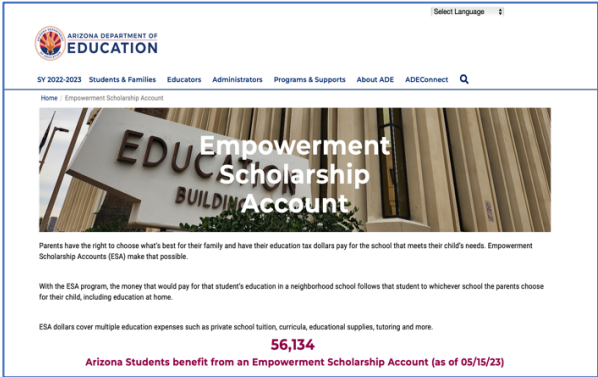 Select Language
ARIZONA DEPARTMENT OF
EDUCATION
SY 2022-2023 Students & Families Educators Administrators Programs & Supports About ADE ADEConnect
Home / Empowerment Scholarship Account
EDUCATION
BUILDING
Empowerment
Scholarship
Account
Parents have the right to choose what's best for their family and have their education tax dollars pay for the school that meets their child's needs. Empowerment
Scholarship Accounts (ESA) make that possible.
With the ESA program, the money that would pay for that student's education in a neighborhood school follows that student to whichever school the parents choose
for their child, including education at home.
ESA dollars cover multiple education expenses such as private school tuition, curricula, educational supplies, tutoring and more.
56,134
Arizona Students benefit from an Empowerment Scholarship Account (as of 05/15/23)